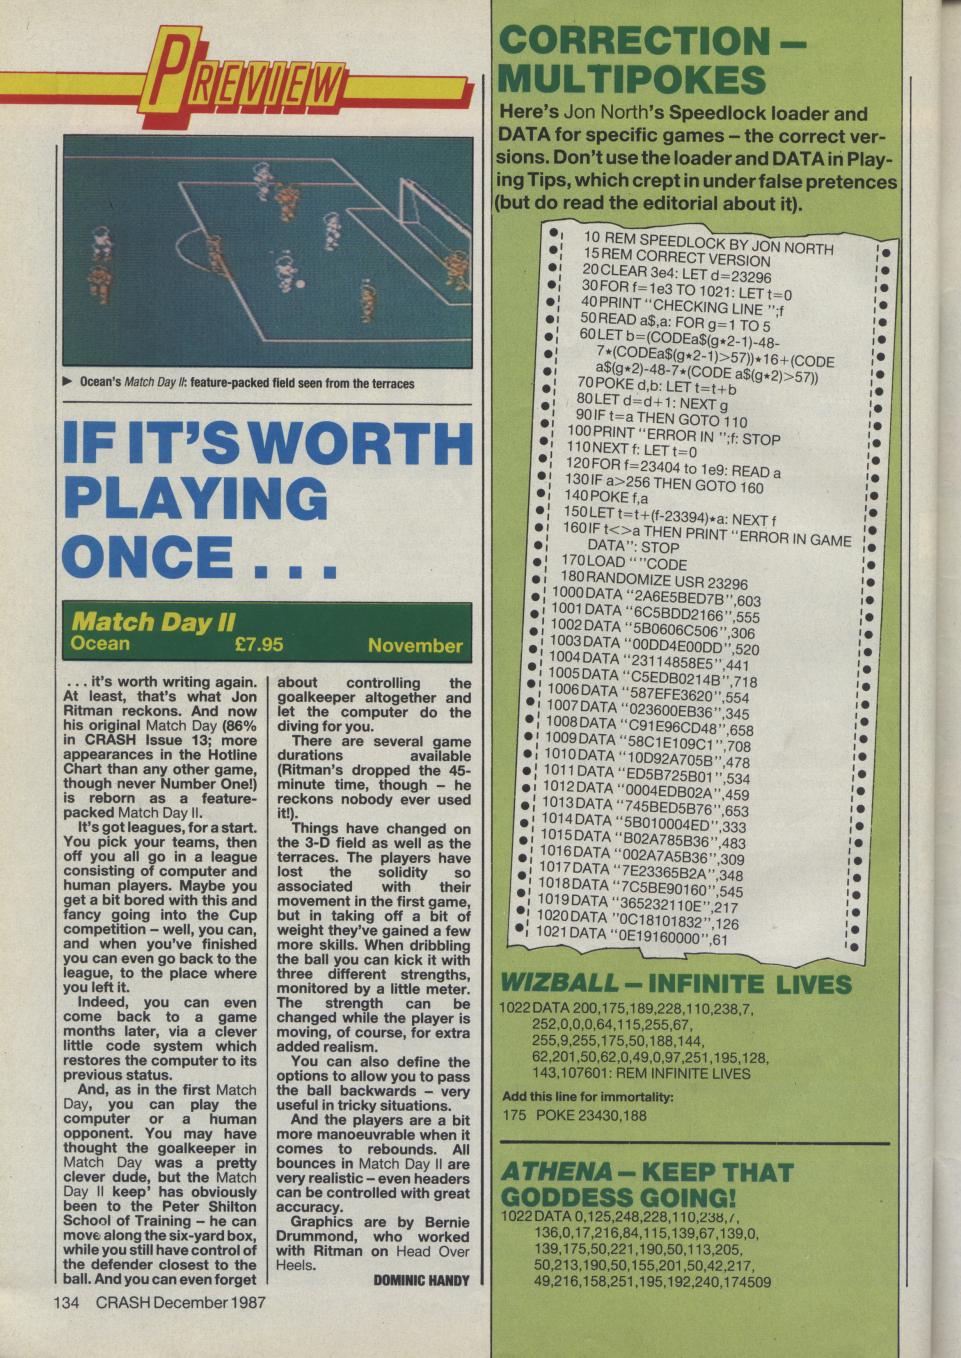 PREVIEW
▶ Ocean's Match Day II: feature-packed field seen from the terraces
IF IT'S WORTH
PLAYING
ONCE . . .
Match Day II
Ocean £7.95 November
. . . it's worth writing again.
At least, that's what Jon
Ritman reckons. And now
his original Match Day (86%
in CRASH Issue 13; more
appearances in the Hotline
Chart than any other game,
though never Number One!)
is reborn as a feature-
packed Match Day II.
It's got leagues, for a start.
You pick your teams, then
off you all go in a league
consisting of computer and
human players. Maybe you
get a bit bored with this and
fancy going into the Cup
competition – well, you can,
and when you've finished
you can even go back to the
league, to the place where
you left it.
Indeed, you can even
come back to a game
months later, via a clever
little code system which
restores the computer to its
previous status.
And, as in the first Match
Day, you can play the
computer or a human
opponent. You may have
thought the goalkeeper in
Match Day was a pretty
clever dude, but the Match
Day II keep' has obviously
been to the Peter Shilton
School of Training – he can
move along the six-yard box,
while you still have control of
the defender closest to the
ball. And you can even forget
about controlling the
goalkeeper altogether and
let the computer do the
diving for you.
There are several game
durations available
(Ritman's dropped the 45-
minute time, though – he
reckons nobody ever used
it!).
Things have changed on
the 3-D field as well as the
terraces. The players have
lost the solidity so
associated with their
movement in the first game,
but in taking off a bit of
weight they've gained a few
more skills. When dribbling
the ball you can kick it with
three different strengths,
monitored by a little meter.
The strength can be
changed while the player is
moving, of course, for extra
added realism.
You can also define the
options to allow you to pass
the ball backwards – very
useful in tricky situations.
And the players are a bit
more manoeuvrable when it
comes to rebounds. All
bounces in Match Day II are
very realistic – even headers
can be controlled with great
accuracy.
Graphics are by Bernie
Drummond, who worked
with Ritman on Head Over
Heels.
DOMINIC HANDY
134 CRASH December 1987
CORRECTION –
MULTIPOKES
Here's Jon North's Speedlock loader and
DATA for specific games – the correct ver-
sions. Don't use the loader and DATA in Play-
ing Tips, which crept in under false pretences
(but do read the editorial about it).
10 REM SPEEDLOCK BY JON NORTH
15 REM CORRECT VERSION
20 CLEAR 3e4: LET d=23296
30 FOR f=1e3 TO 1021: LET t=0
40 PRINT "CHECKING LINE ";f
50 READ a$,a: FOR g=1 TO 5
60 LET b=(CODEa$(g*2-1)-48-
7*(CODEa$(g*2-1)>57))*16+(CODE
a$(g*2)-48-7*(CODE a$(g*2)>57))
70 POKE d,b: LET t=t+b
80 LET d=d+1: NEXT g
90 IF t=a THEN GOTO 110
100 PRINT "ERROR IN ";f: STOP
110 NEXT f: LET t=0
120 FOR f=23404 to 1e9: READ a
130 IF a>256 THEN GOTO 160
140 POKE f,a
150 LET t=t+(f-23394)*a: NEXT f
160 IF t<>a THEN PRINT "ERROR IN GAME
DATA": STOP
170 LOAD ""CODE
180 RANDOMIZE USR 23296
1000 DATA "2A6E5BED7B",603
1001 DATA "6C5BDD2166",555
1002 DATA "5B0606C506",306
1003 DATA "00DD4E00DD",520
1004 DATA "23114858E5",441
1005 DATA "C5EDB0214B",718
1006 DATA "587EFE3620",554
1007 DATA "023600EB36",345
1008 DATA "C91E96CD48",658
1009 DATA "58C1E109C1",708
1010 DATA "10D92A705B",478
1011 DATA "ED5B725B01",534
1012 DATA "0004EDB02A",459
1013 DATA "745BED5B76",653
1014 DATA "5B010004ED",333
1015 DATA "B02A785B36",483
1016 DATA "002A7A5B36",309
1017 DATA "7E23365B2A",348
1018 DATA "7C5BE90160",545
1019 DATA "365232110E",217
1020 DATA "0C18101832",126
1021 DATA "0E19160000",61
WIZBALL – INFINITE LIVES
1022 DATA 200,175,189,228,110,238,7,
252,0,0,0,64,115,255,67,
255,9,255,175,50,188,144,
62,201,50,62,0,49,0,97,251,195,128,
143,107601: REM INFINITE LIVES
Add this line for immortality:
175 POKE 23430,188
ATHENA – KEEP THAT
GODDESS GOING!
1022 DATA 0,125,248,228,110,238,7,
136,0,17,216,84,115,139,67,139,0,
139,175,50,221,190,50,113,205,
50,213,190,50,155,201,50,42,217,
49,216,158,251,195,192,240,174509